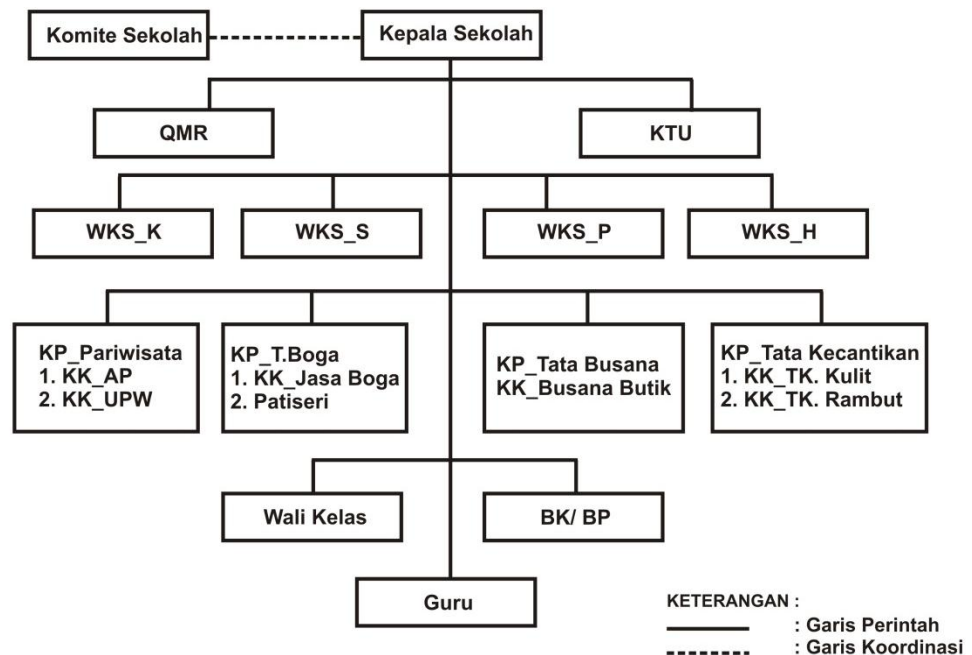 Komite Sekolah
Kepala Sekolah
QMR
KTU
WKS_K
WKS_S
WKS_P
WKS_H
KP_Pariwisata
1. KK_AP
2. KK_UPW
KP_T.Boga
1. KK_Jasa Boga
2. Patiseri
KP_Tata Busana
KK_Busana Butik
KP_Tata Kecantikan
1. KK_TK. Kulit
2. KK_TK. Rambut
Wali Kelas
BK/ BP
Guru
KETERANGAN :
: Garis Perintah
: Garis Koordinasi